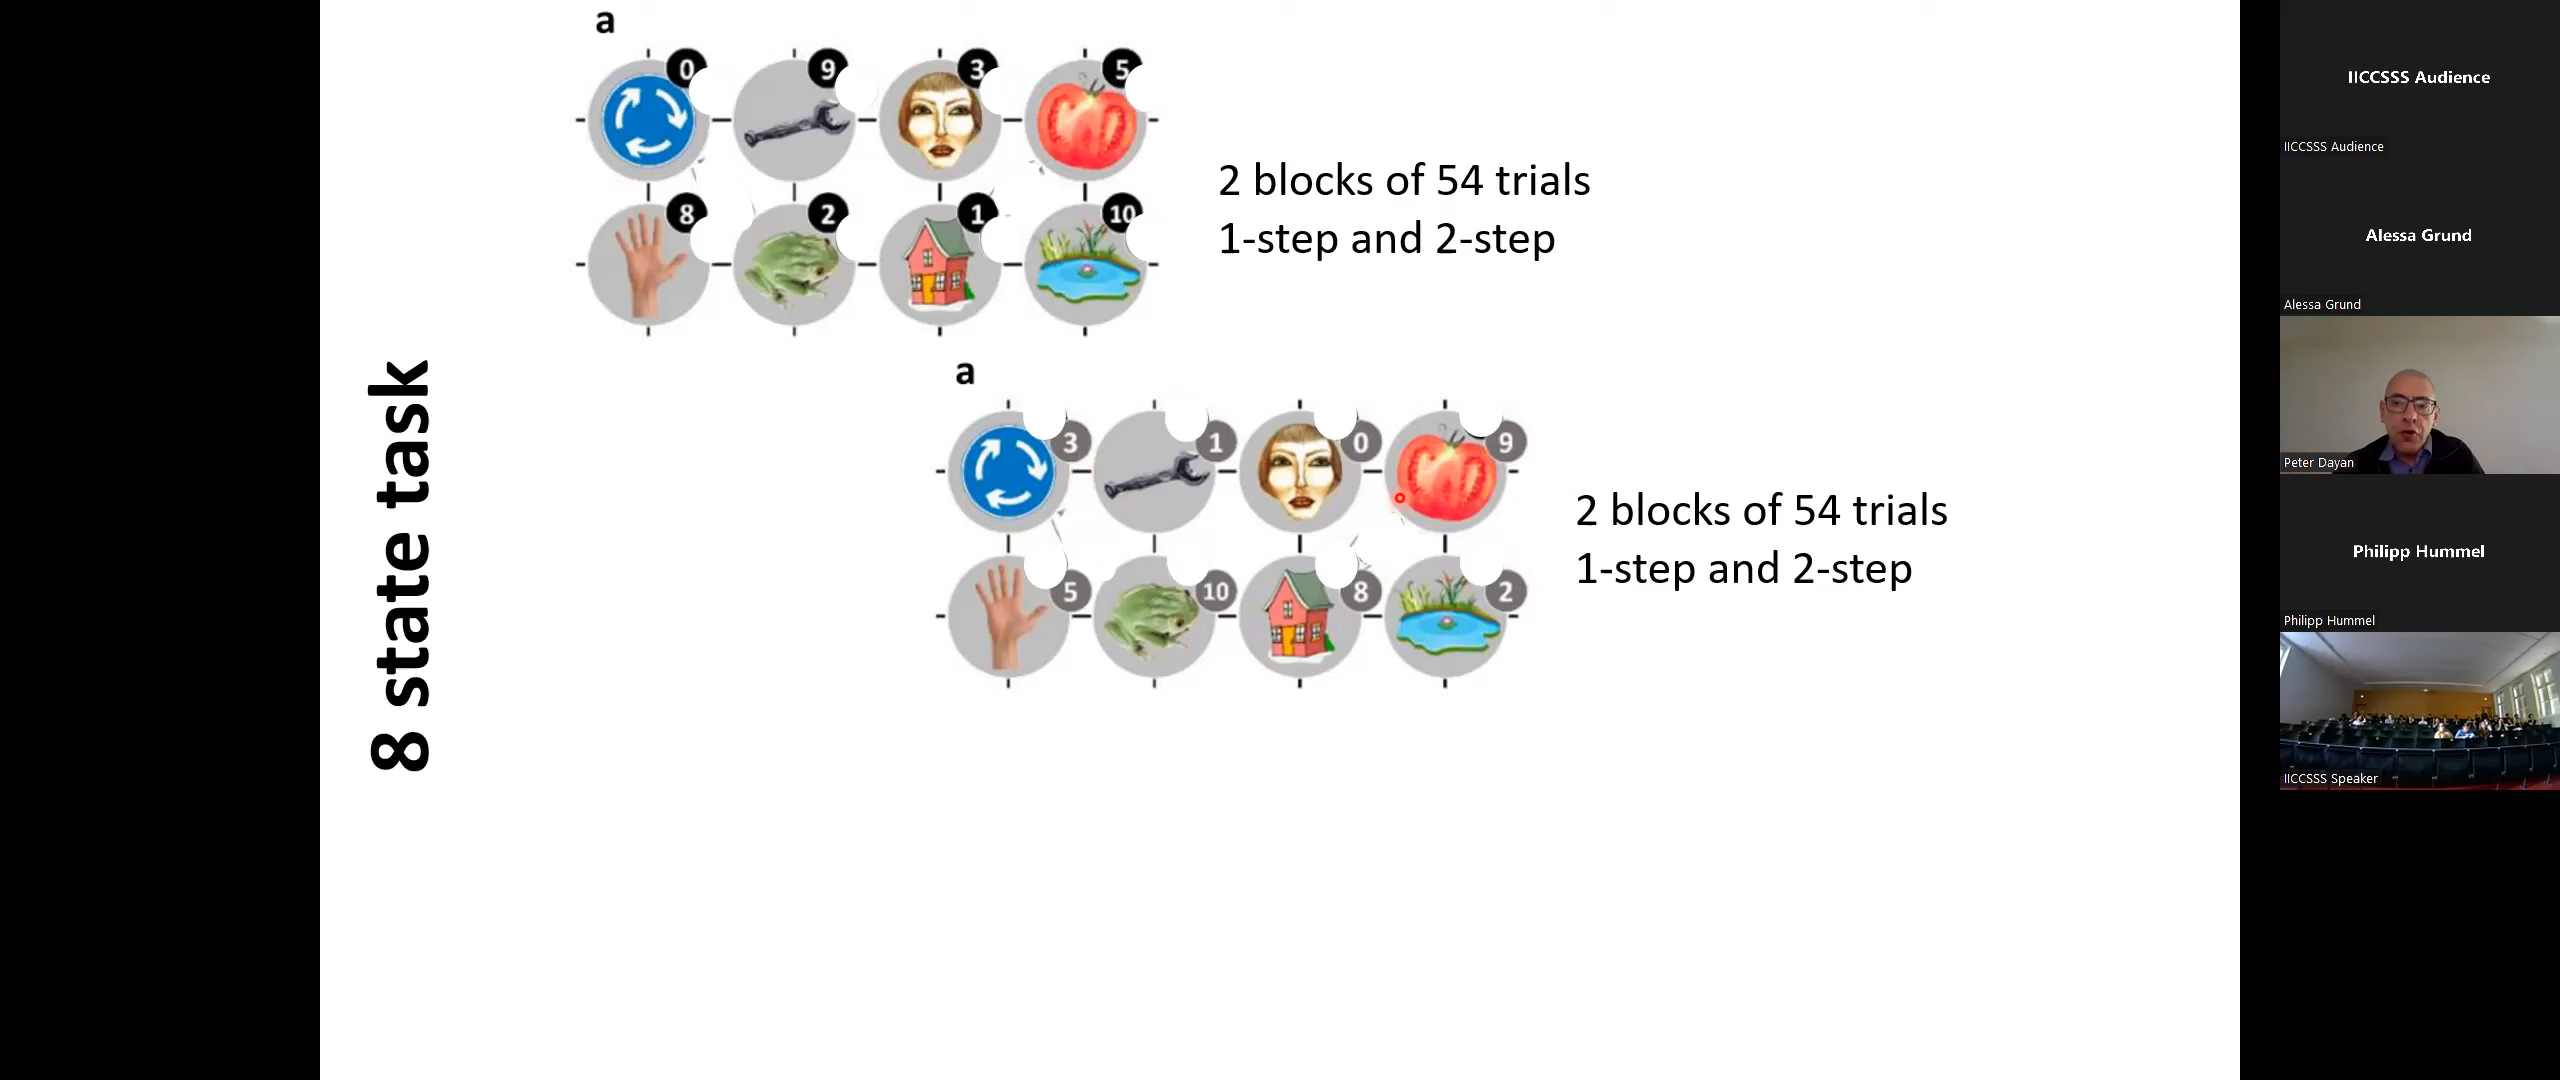 a
0 9 3 5
8 2 1 10
2 blocks of 54 trials
1-step and 2-step
8 state task
a
3 1 0 9
5 10 8 2
2 blocks of 54 trials
1-step and 2-step
IICCSSS Audience
IICCSSS Audience
Alessa Grund
Alessa Grund
Peter Dayan
Philipp Hummel
Philipp Hummel
IICCSSS Speaker